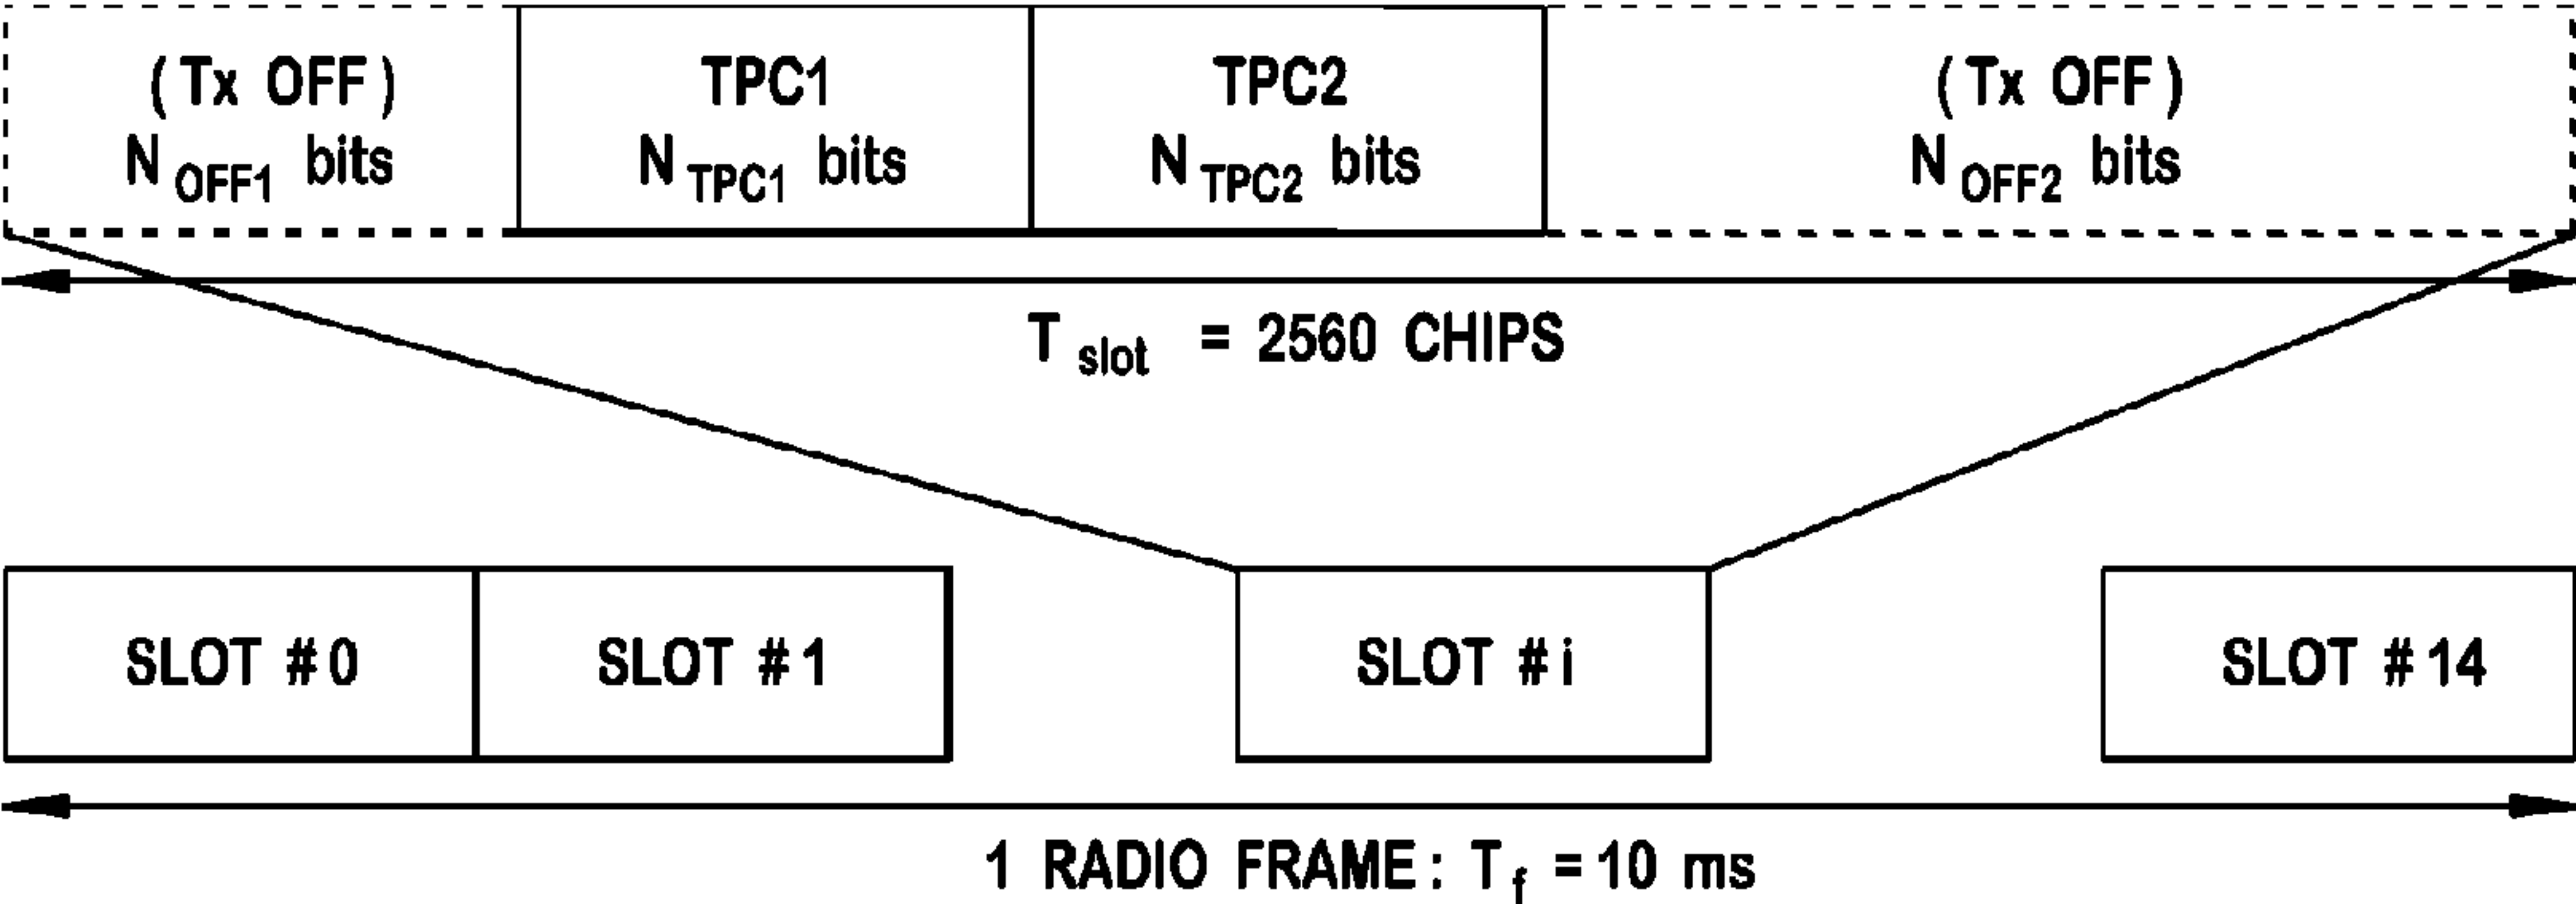 (Tx OFF) TPC1 TPC2 (Tx OFF)
N OFF1 bits N TPC1 bits N TPC2 bits N OFF2 bits
T slot = 2560 CHIPS
SLOT #0 SLOT #1 SLOT #i SLOT #14
1 RADIO FRAME: T f = 10 ms